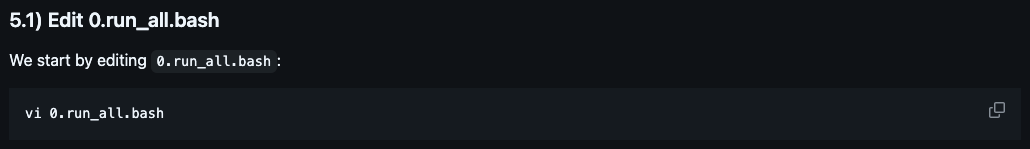 5.1) Edit 0.run_all.bash
We start by editing 0.run_all.bash:
vi 0.run_all.bash